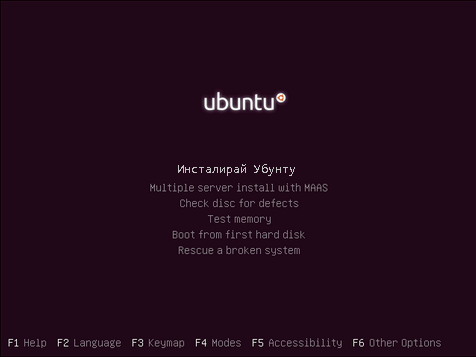 ubuntu
Инсталирай Убунту
Multiple server install with MAAS
Check disc for defects
Test memory
Boot from first hard disk
Rescue a broken system
F1 Help F2 Language F3 Keymap F4 Modes F5 Accessibility F6 Other Options